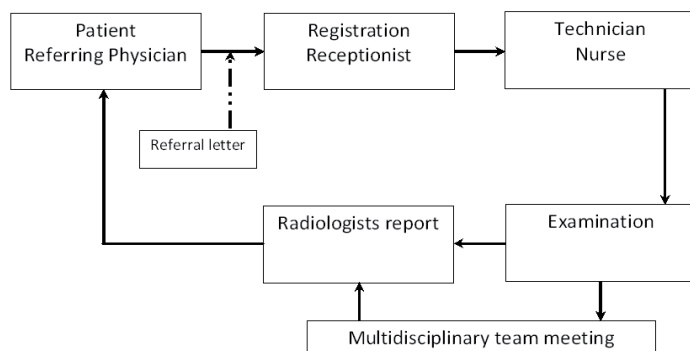 Patient
Referring Physician
Registration
Receptionist
Technician
Nurse
Referral letter
Radiologists report
Examination
Multidisciplinary team meeting